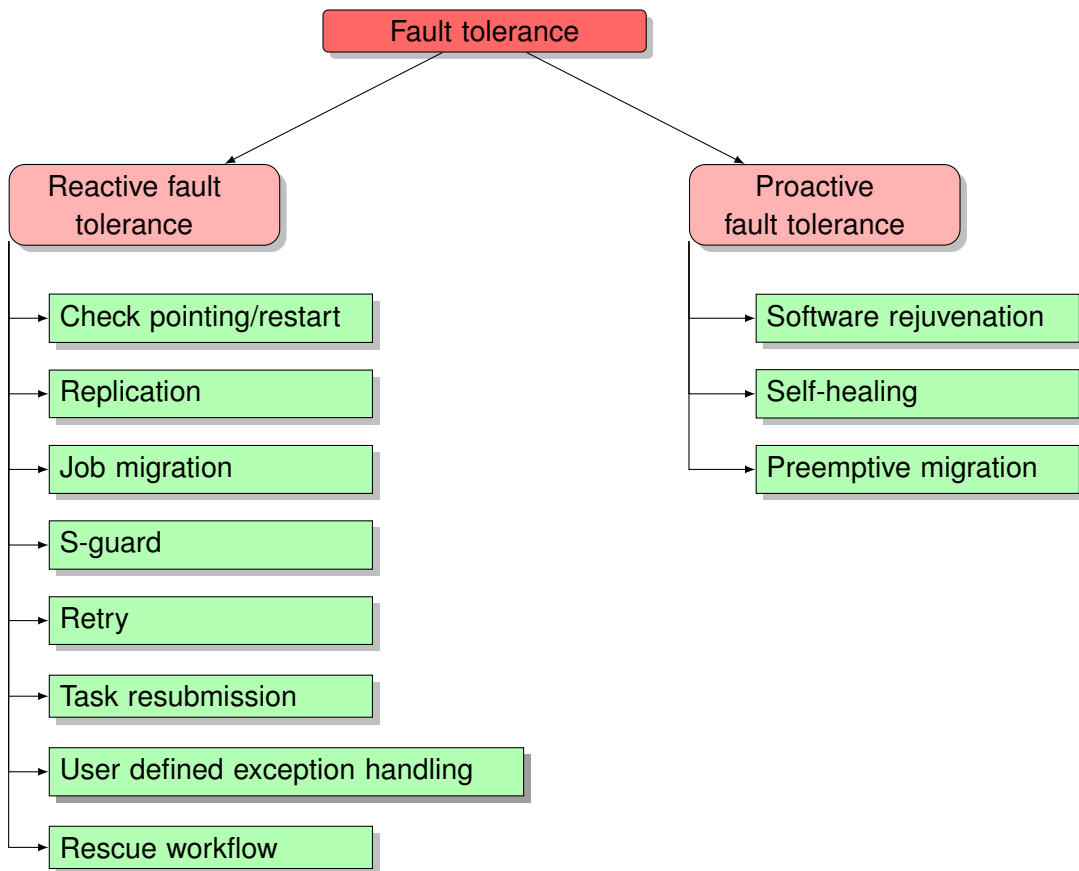 Fault tolerance
Reactive fault
tolerance
Check pointing/restart
Replication
Job migration
S-guard
Retry
Task resubmission
User defined exception handling
Rescue workflow
Proactive
fault tolerance
Software rejuvenation
Self-healing
Preemptive migration